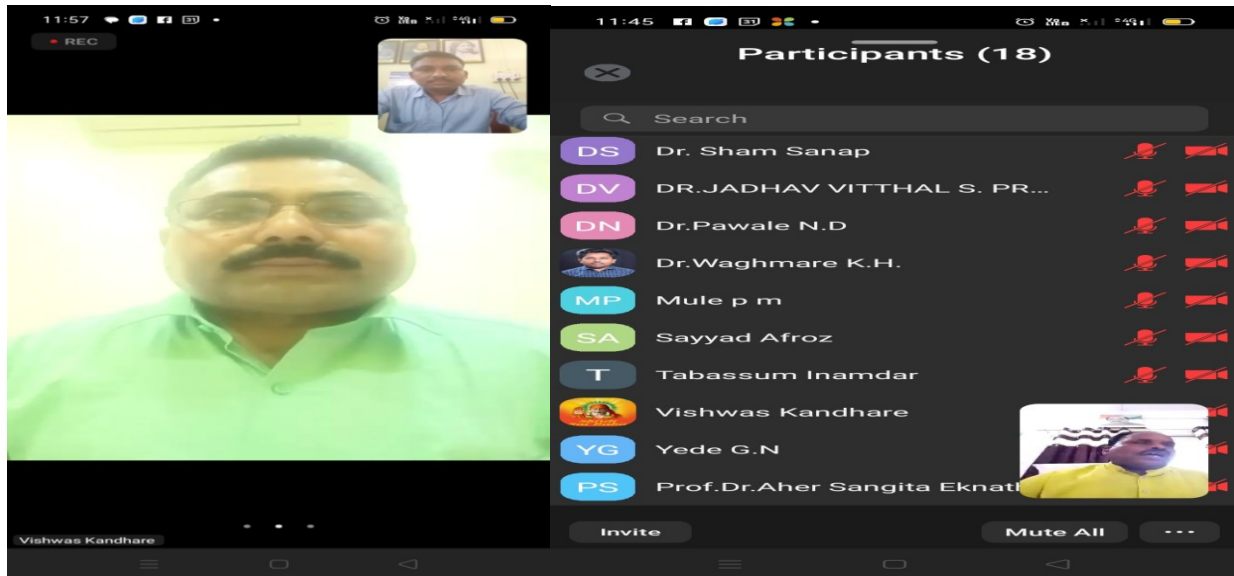 11:57
REC
Vishwas Kandhare
11:45
Participants (18)
Search
DS Dr. Sham Sanap
DV DR.JADHAV VITTHAL S. PR...
DN Dr.Pawale N.D
Dr.Waghmare K.H.
MP Mule p m
SA Sayyad Afroz
T Tabassum Inamdar
Vishwas Kandhare
YG Yede G.N
PS Prof.Dr.Aher Sangita Eknat
Invite Mute All ...